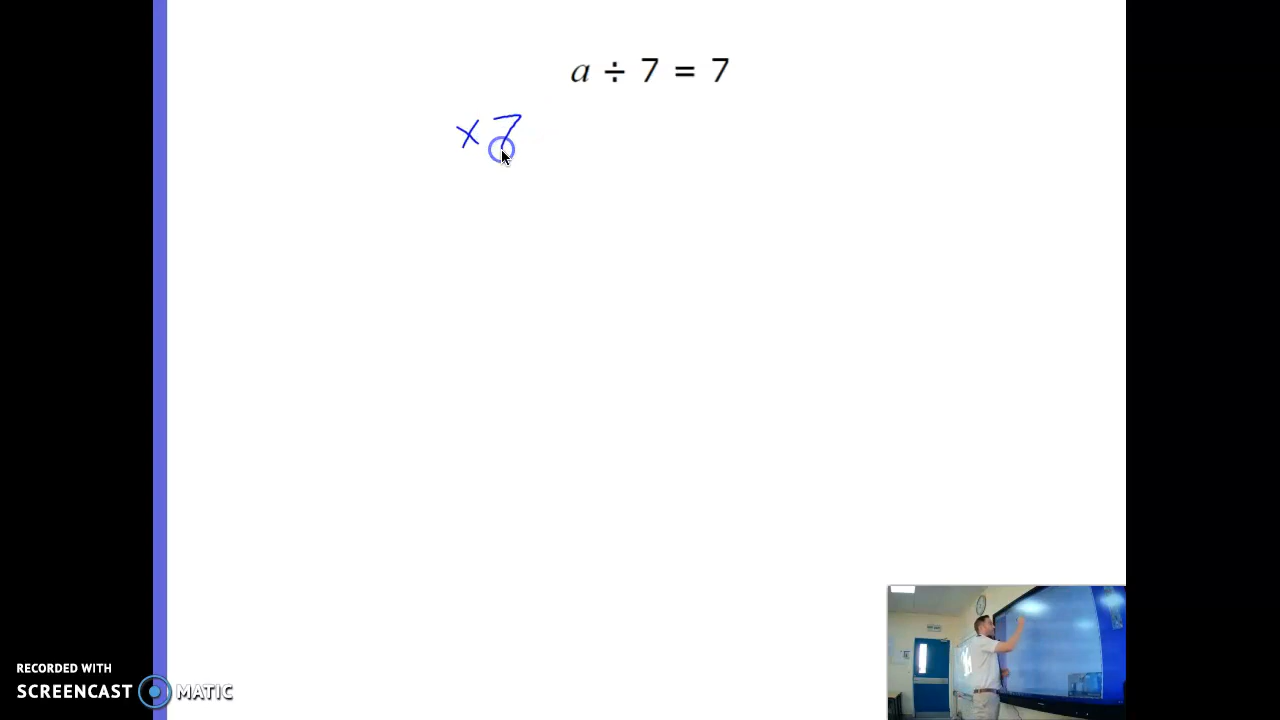 a ÷ 7 = 7
×7
RECORDED WITH
SCREENCAST MATIC